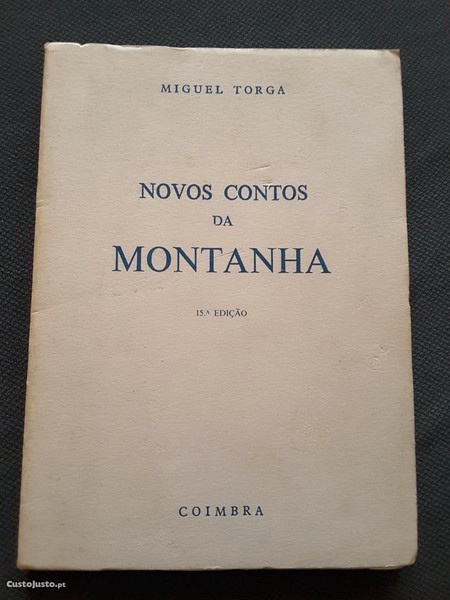 MIGUEL TORGA
NOVOS CONTOS
DA
MONTANHA
15.ª EDIÇÃO
COIMBRA
CustoJusto.pt